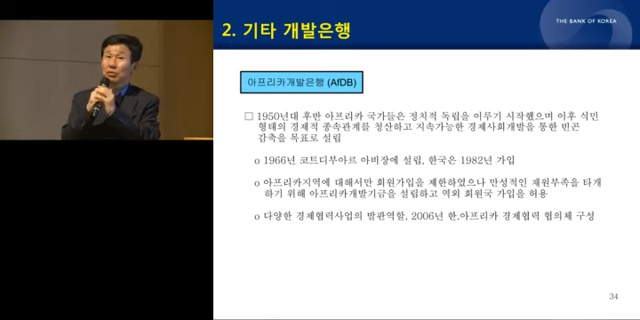 2. 기타 개발은행
THE BANK OF KOREA
아프리카개발은행 (AfDB)
□ 1950년대 후반 아프리카 국가들은 정치적 독립을 이루기 시작했으며 이후 식민
형태의 경제적 종속관계를 청산하고 지속가능한 경제사회개발을 통한 빈곤
감축을 목표로 설립
o 1966년 코트디부아르 아비장에 설립, 한국은 1982년 가입
o 아프리카지역에 대해서만 회원가입을 제한하였으나 만성적인 재원부족을 타개
하기 위해 아프리카개발기금을 설립하고 역외 회원국 가입을 허용
o 다양한 경제협력사업의 발판역할, 2006년 한.아프리카 경제협력 협의체 구성
34